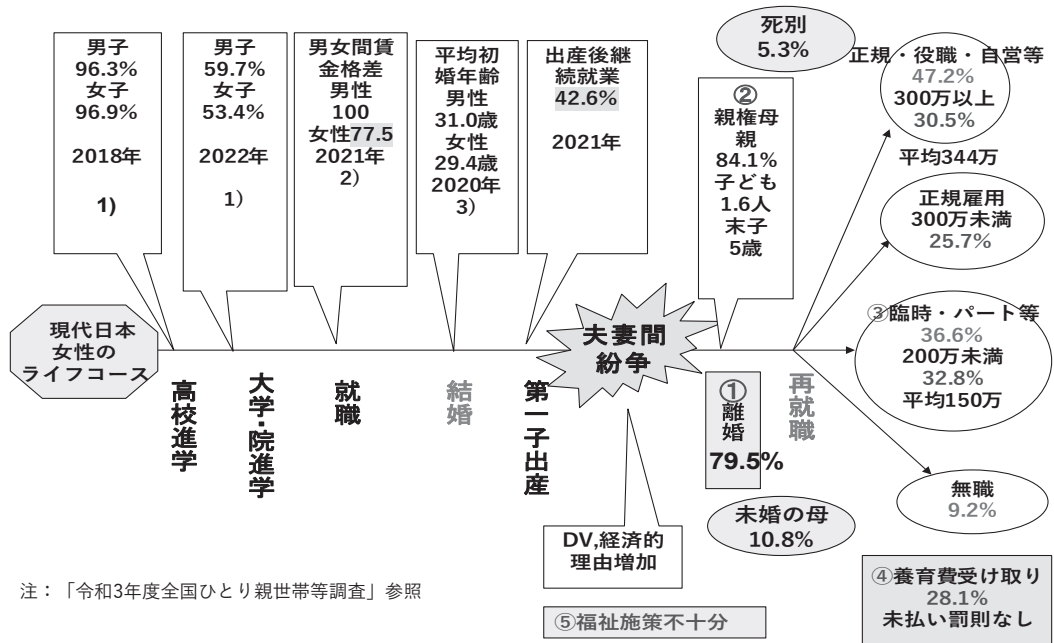 男子
96.3%
女子
96.9%
2018年
1)
男子
59.7%
女子
53.4%
2022年
1）
男女間賃
金格差
男性
100
女性77.5
2021年
2）
平均初
婚年齢
男性
31.0歳
女性
29.4歳
2020年
3）
出産後継
続就業
42.6%
2021年
死別
5.3%
②
親権母
親
84.1%
子ども
1.6人
末子
5歳
正規・役職・自営等
47.2%
300万以上
30.5%
平均344万
正規雇用
300万未満
25.7%
③臨時・パート等
36.6%
200万未満
32.8%
平均150万
無職
9.2%
現代日本
女性の
ライフコース
高校進学
大学・院進学
就職
結婚
第一子出産
夫妻間
紛争
①
離婚
79.5%
再就職
未婚の母
10.8%
DV,経済的
理由増加
④養育費受け取り
28.1%
未払い罰則なし
⑤福祉施策不十分
注：「令和3年度全国ひとり親世帯等調査」参照